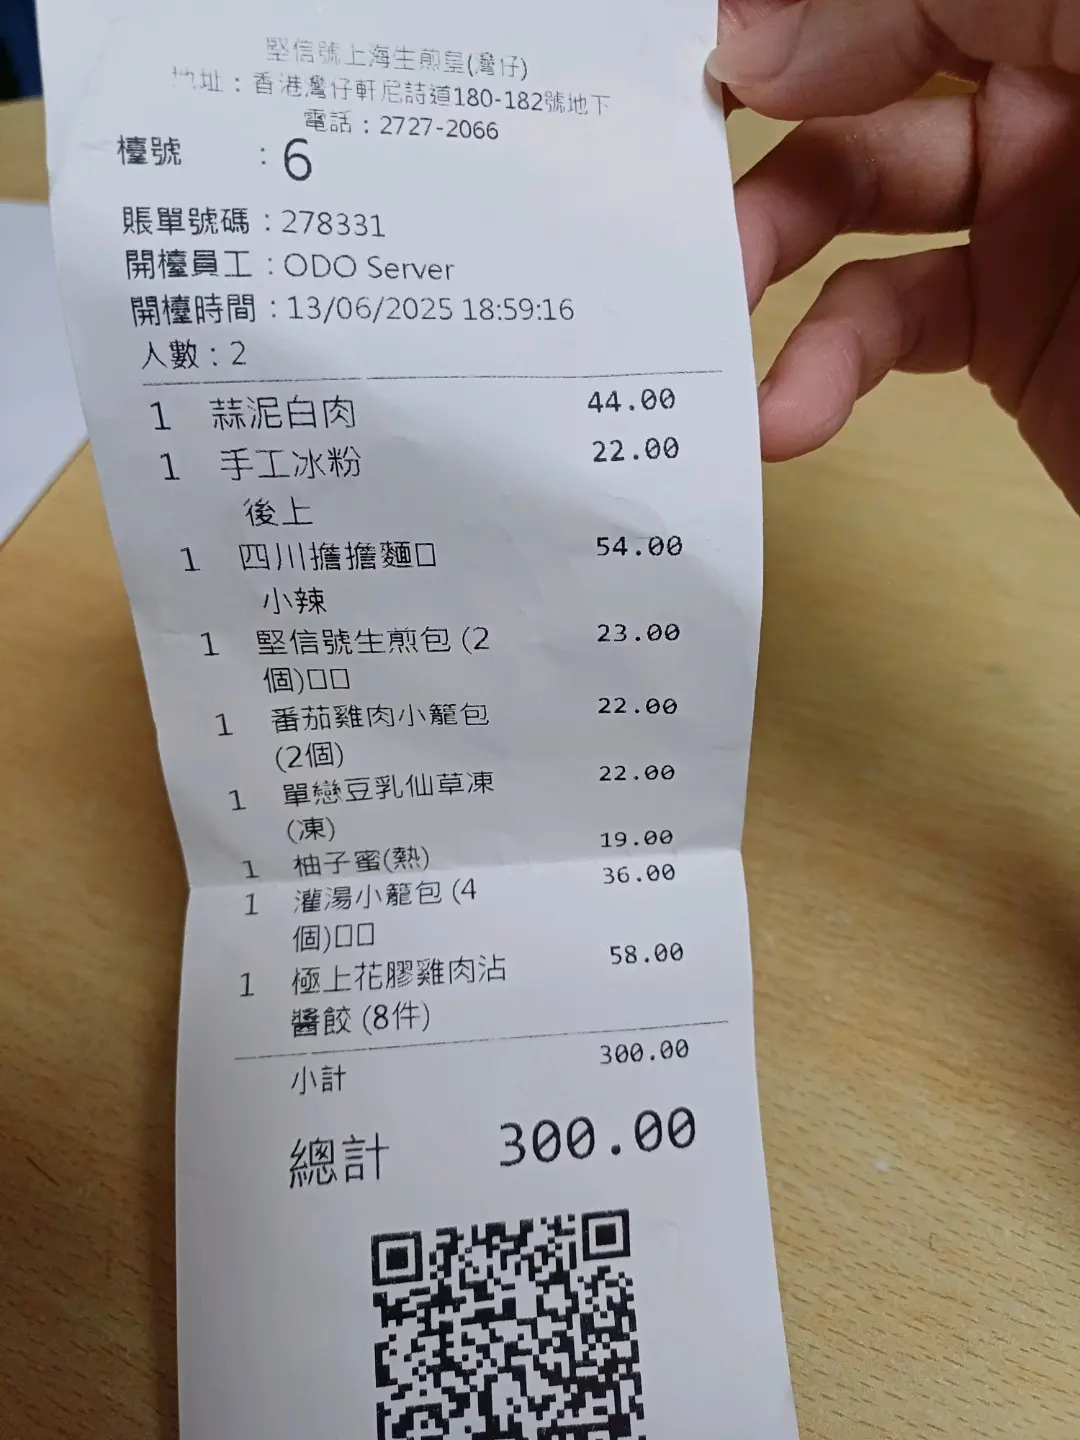 堅信號上海生煎皇(灣仔)
地址：香港灣仔軒尼詩道180-182號地下
電話：2727-2066
檯號 ：6
賬單號碼：278331
開檯員工：ODO Server
開檯時間：13/06/2025 18:59:16
人數：2
1 蒜泥白肉 44.00
1 手工冰粉 22.00
後上
1 四川擔擔麵□ 54.00
小辣
1 堅信號生煎包 (2 23.00
個)□□
1 番茄雞肉小籠包 22.00
(2個)
1 單戀豆乳仙草凍 22.00
(凍)
1 柚子蜜(熱) 19.00
1 灌湯小籠包 (4 36.00
個)□□
1 極上花膠雞肉沾 58.00
醬餃 (8件)
小計 300.00
總計 300.00